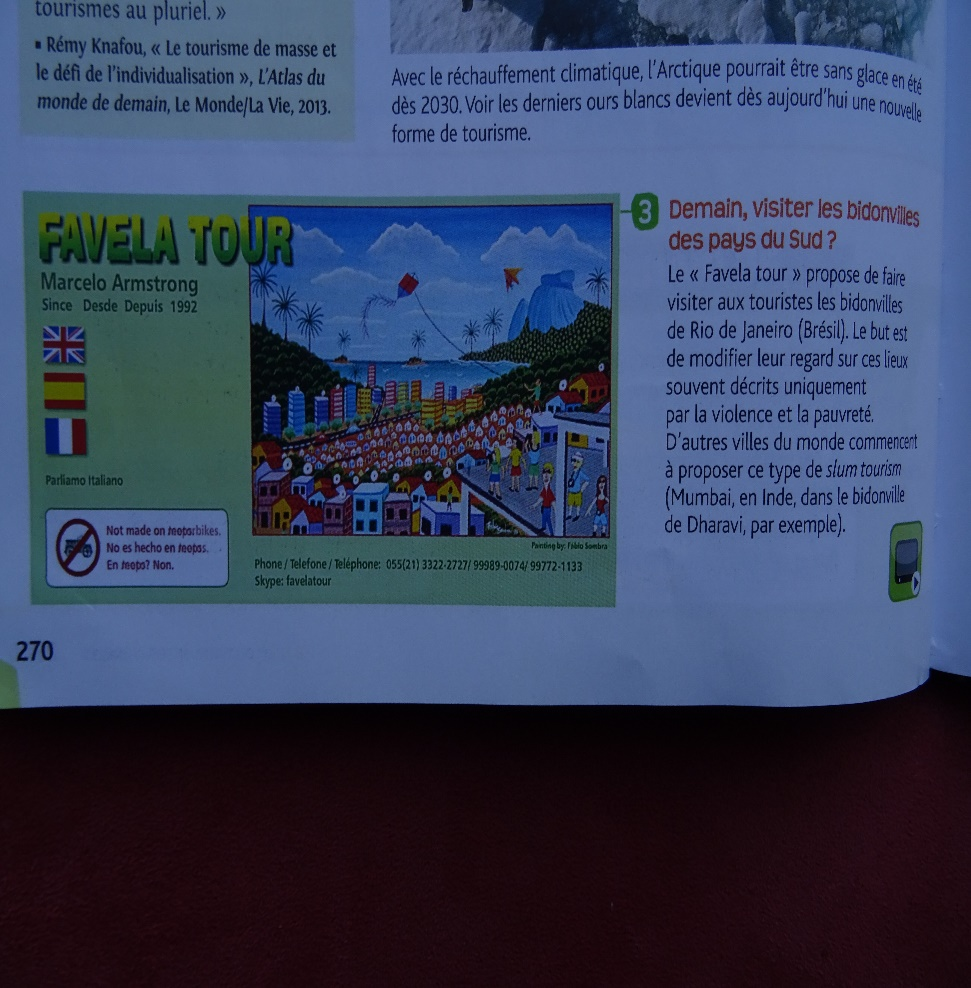 tourismes au pluriel. »
▪ Rémy Knafou, « Le tourisme de masse et
le défi de l'individualisation », L'Atlas du
monde de demain, Le Monde/La Vie, 2013.
Avec le réchauffement climatique, l'Arctique pourrait être sans glace en été
dès 2030. Voir les derniers ours blancs devient dès aujourd'hui une nouvelle
forme de tourisme.
FAVELA TOUR
Marcelo Armstrong
Since Desde Depuis 1992
Parliamo Italiano
Not made on jeeps/bikes.
No es hecho en jeeps.
En jeeps? Non.
Painting by: Fábio Sombra
Phone / Telefone / Teléphone: 055(21) 3322-2727/ 99989-0074/ 99772-1133
Skype: favelatour
3 Demain, visiter les bidonvilles
des pays du Sud ?
Le « Favela tour » propose de faire
visiter aux touristes les bidonvilles
de Rio de Janeiro (Brésil). Le but est
de modifier leur regard sur ces lieux
souvent décrits uniquement
par la violence et la pauvreté.
D'autres villes du monde commencent
à proposer ce type de slum tourism
(Mumbai, en Inde, dans le bidonville
de Dharavi, par exemple).
270